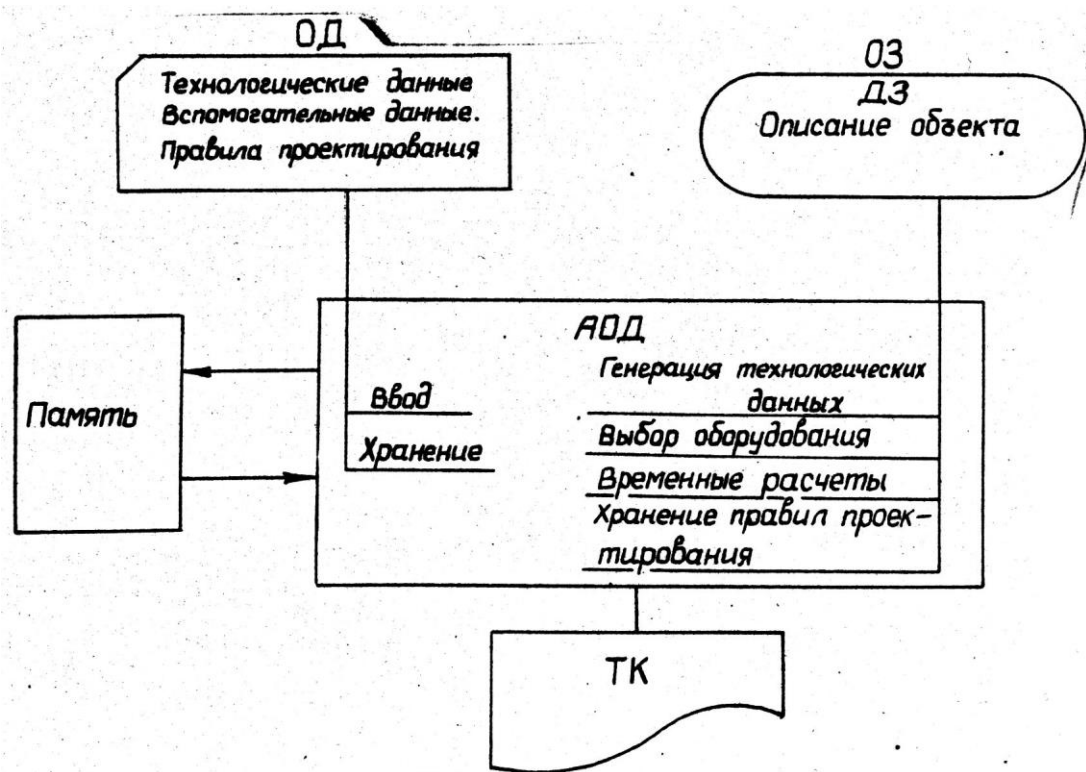 ОД
Технологические данные
Вспомогательные данные.
Правила проектирования
ОЗ
ДЗ
Описание объекта
Память
АОД
Ввод
Хранение
Генерация технологических
данных
Выбор оборудования
Временные расчеты
Хранение правил проек-
тирования
ТК